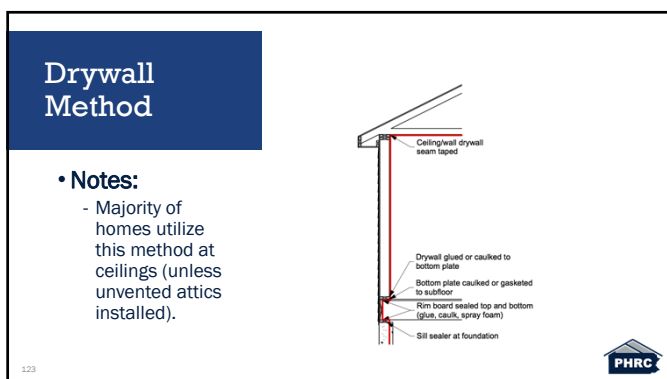 Drywall
Method
• Notes:
- Majority of
homes utilize
this method at
ceilings (unless
unvented attics
installed).
Ceiling/wall drywall
seam taped
Drywall glued or caulked to
bottom plate
Bottom plate caulked or gasketed
to subfloor
Rim board sealed top and bottom
(glue, caulk, spray foam)
Sill sealer at foundation
123
PHRC